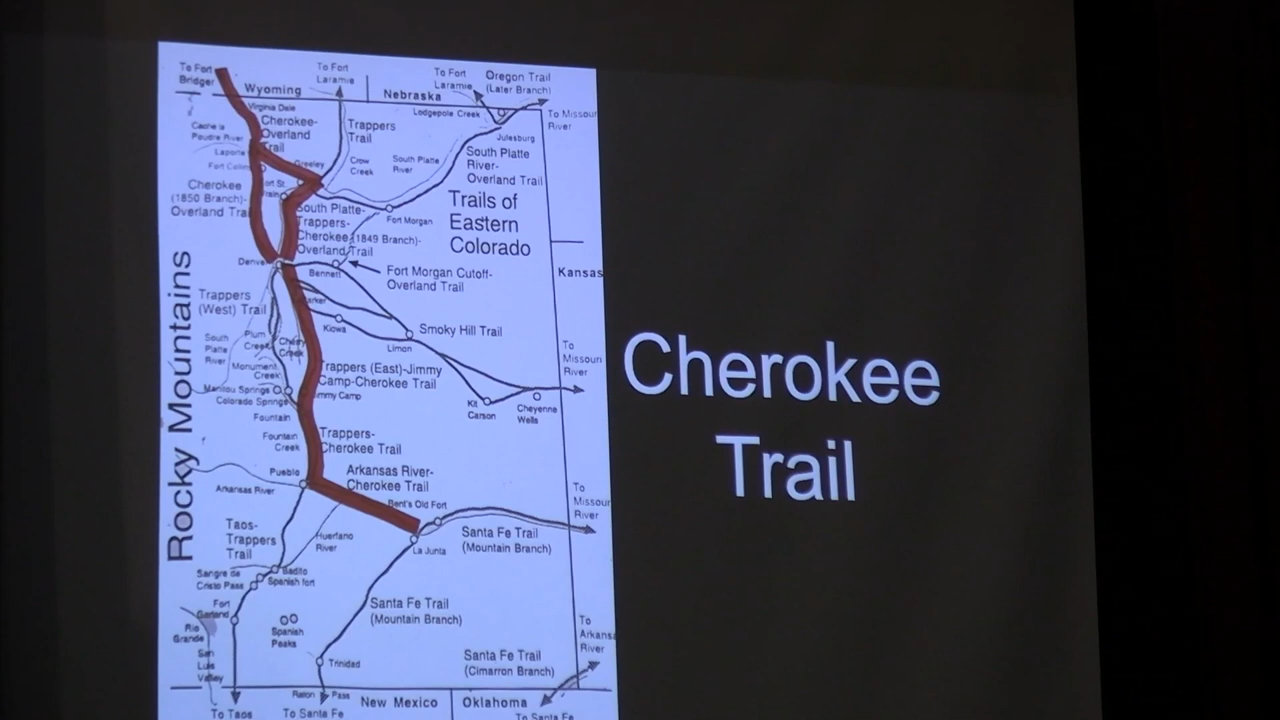 To Fort
Bridger
Wyoming
To Fort
Laramie
Nebraska
To Fort
Laramie
Oregon Trail
(Later Branch)
To Missour
River
Lodgepole Creek
Julesburg
Virginia Dale
Cherokee-
Overland
Trail
Cache la
Poudre River
Laporte
Fort Collins
Trappers
Trail
Crow
Creek
South Platte
River
South Platte
River-
Overland Trail
Greeley
Cherokee
(1850 Branch)-
Overland Trai
Fort St.
Vrain
Trails of
Eastern
Colorado
Fort Morgan
South Platte-
Trappers-
Cherokee (1849 Branch)-
Overland Trail
Denver
Bennett
Fort Morgan Cutoff-
Overland Trail
Kansas
Rocky Mountains
Trappers
(West) Trail
arker
Kiowa
Limon
Smoky Hill Trail
South
Platte
River
Plum
Creek
Cherry
Creek
To
Missouri
River
Monument
Creek
Trappers (East)-Jimmy
Camp-Cherokee Trail
Manitou Springs
Colorado Springs
immy Camp
Kit
Carson
Cheyenne
Wells
Fountain
Fountain
Creek
Trappers-
Cherokee Trail
Pueblo
Arkansas River
Arkansas River-
Cherokee Trail
Bent's Old Fort
To
Missouri
River
Santa Fe Trail
(Mountain Branch)
La Junta
Taos-
Trappers
Trail
Huerfano
River
Badito
Spanish fort
Sangre de
Cristo Pass
Fort
Garland
Rio
Grande
San
Luis
Valley
Spanish
Peaks
Santa Fe Trail
(Mountain Branch)
To
Arkansa
River
Santa Fe Trail
(Cimarron Branch)
Trinidad
Raton Pass
New Mexico
Oklahoma
To Taos
To Santa Fe
To Santa Fe
Cherokee
Trail